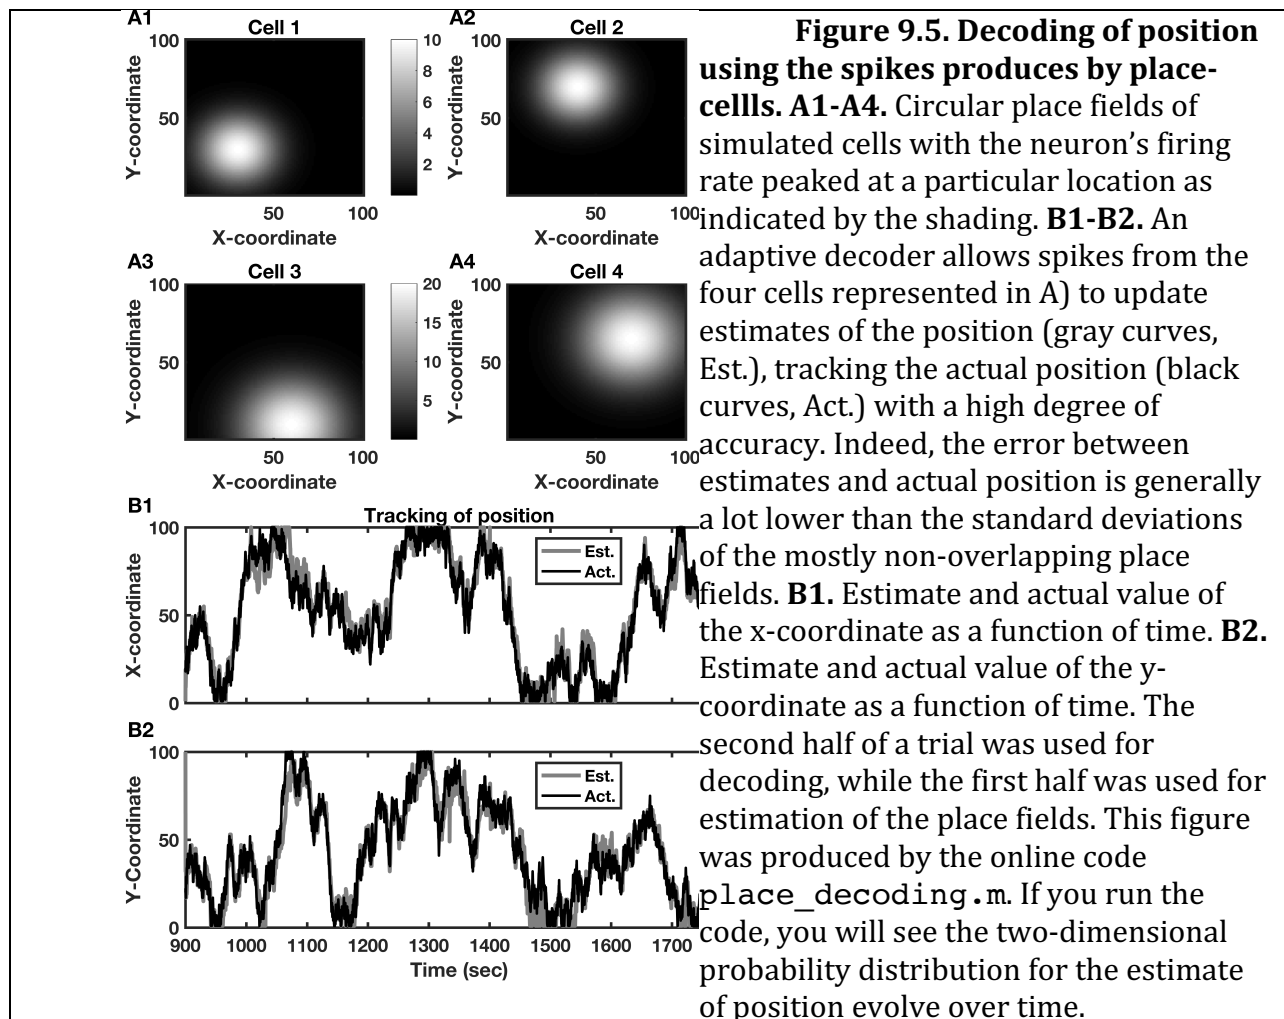 A1
Cell 1
100
50
Y-coordinate
50
100
X-coordinate
10
8
6
4
2
A2
Cell 2
100
50
Y-coordinate
50
100
X-coordinate
A3
Cell 3
100
50
Y-coordinate
50
100
X-coordinate
20
15
10
5
A4
Cell 4
100
50
Y-coordinate
50
100
X-coordinate
B1
Tracking of position
100
50
0
X-coordinate
Est.
Act.
B2
100
50
0
Y-Coordinate
Est.
Act.
900 1000 1100 1200 1300 1400 1500 1600 1700
Time (sec)
Figure 9.5. Decoding of position
using the spikes produces by place-
cellls. A1-A4. Circular place fields of
simulated cells with the neuron’s firing
rate peaked at a particular location as
indicated by the shading. B1-B2. An
adaptive decoder allows spikes from the
four cells represented in A) to update
estimates of the position (gray curves,
Est.), tracking the actual position (black
curves, Act.) with a high degree of
accuracy. Indeed, the error between
estimates and actual position is generally
a lot lower than the standard deviations
of the mostly non-overlapping place
fields. B1. Estimate and actual value of
the x-coordinate as a function of time. B2.
Estimate and actual value of the y-
coordinate as a function of time. The
second half of a trial was used for
decoding, while the first half was used for
estimation of the place fields. This figure
was produced by the online code
place_decoding.m. If you run the
code, you will see the two-dimensional
probability distribution for the estimate
of position evolve over time.